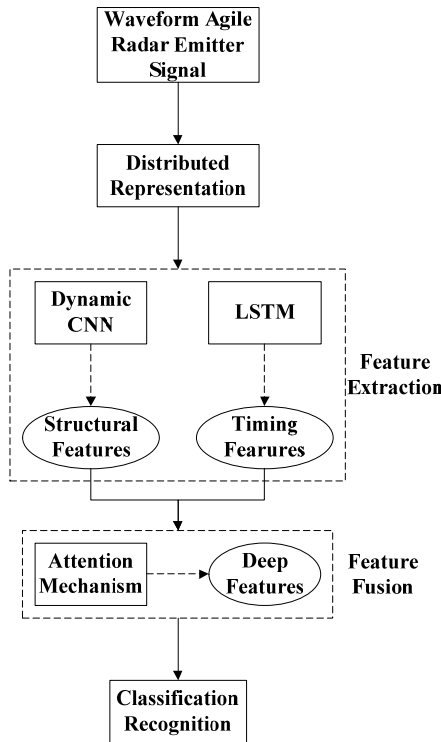 Waveform Agile
Radar Emitter
Signal
Distributed
Representation
Dynamic
CNN
LSTM
Feature
Extraction
Structural
Features
Timing
Fearures
Attention
Mechanism
Deep
Features
Feature
Fusion
Classification
Recognition